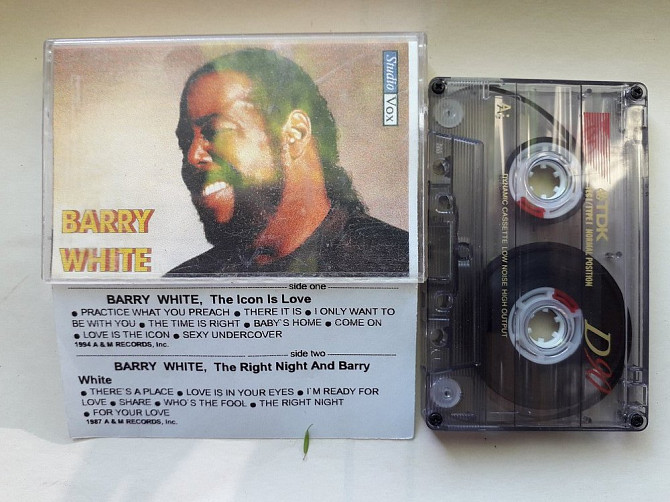 Studio Vox
BARRY
WHITE
side one
BARRY WHITE, The Icon Is Love
● PRACTICE WHAT YOU PREACH ● THERE IT IS ● I ONLY WANT TO
BE WITH YOU ● THE TIME IS RIGHT ● BABY`S HOME ● COME ON
● LOVE IS THE ICON ● SEXY UNDERCOVER
1994 A & M RECORDS, Inc.
side two
BARRY WHITE, The Right Night And Barry
White
● THERE`S A PLACE ● LOVE IS IN YOUR EYES ● I`M READY FOR
LOVE ● SHARE ● WHO`S THE FOOL ● THE RIGHT NIGHT
● FOR YOUR LOVE
1987 A & M RECORDS, Inc.
A
TDK
TYPE I NORMAL POSITION
D90
DYNAMIC CASSETTE LOW NOISE HIGH OUTPUT